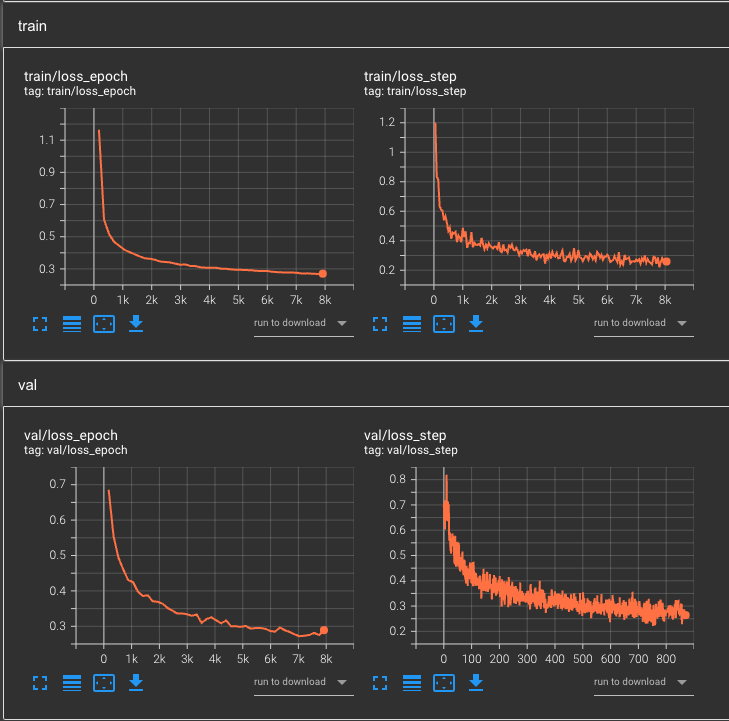 train
train/loss_epoch
tag: train/loss_epoch
1.1
0.9
0.7
0.5
0.3
0 1k 2k 3k 4k 5k 6k 7k 8k
run to download
train/loss_step
tag: train/loss_step
1.2
1
0.8
0.6
0.4
0.2
0 1k 2k 3k 4k 5k 6k 7k 8k
run to download
val
val/loss_epoch
tag: val/loss_epoch
0.7
0.6
0.5
0.4
0.3
0 1k 2k 3k 4k 5k 6k 7k 8k
run to download
val/loss_step
tag: val/loss_step
0.8
0.7
0.6
0.5
0.4
0.3
0.2
0 100 200 300 400 500 600 700 800
run to download